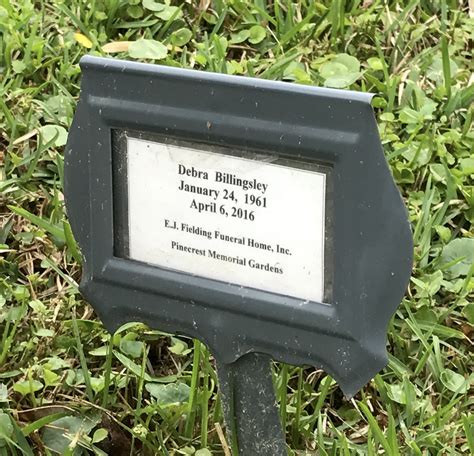 Debra Billingsley
January 24, 1961
April 6, 2016
E.J. Fielding Funeral Home, Inc.
Pinecrest Memorial Gardens